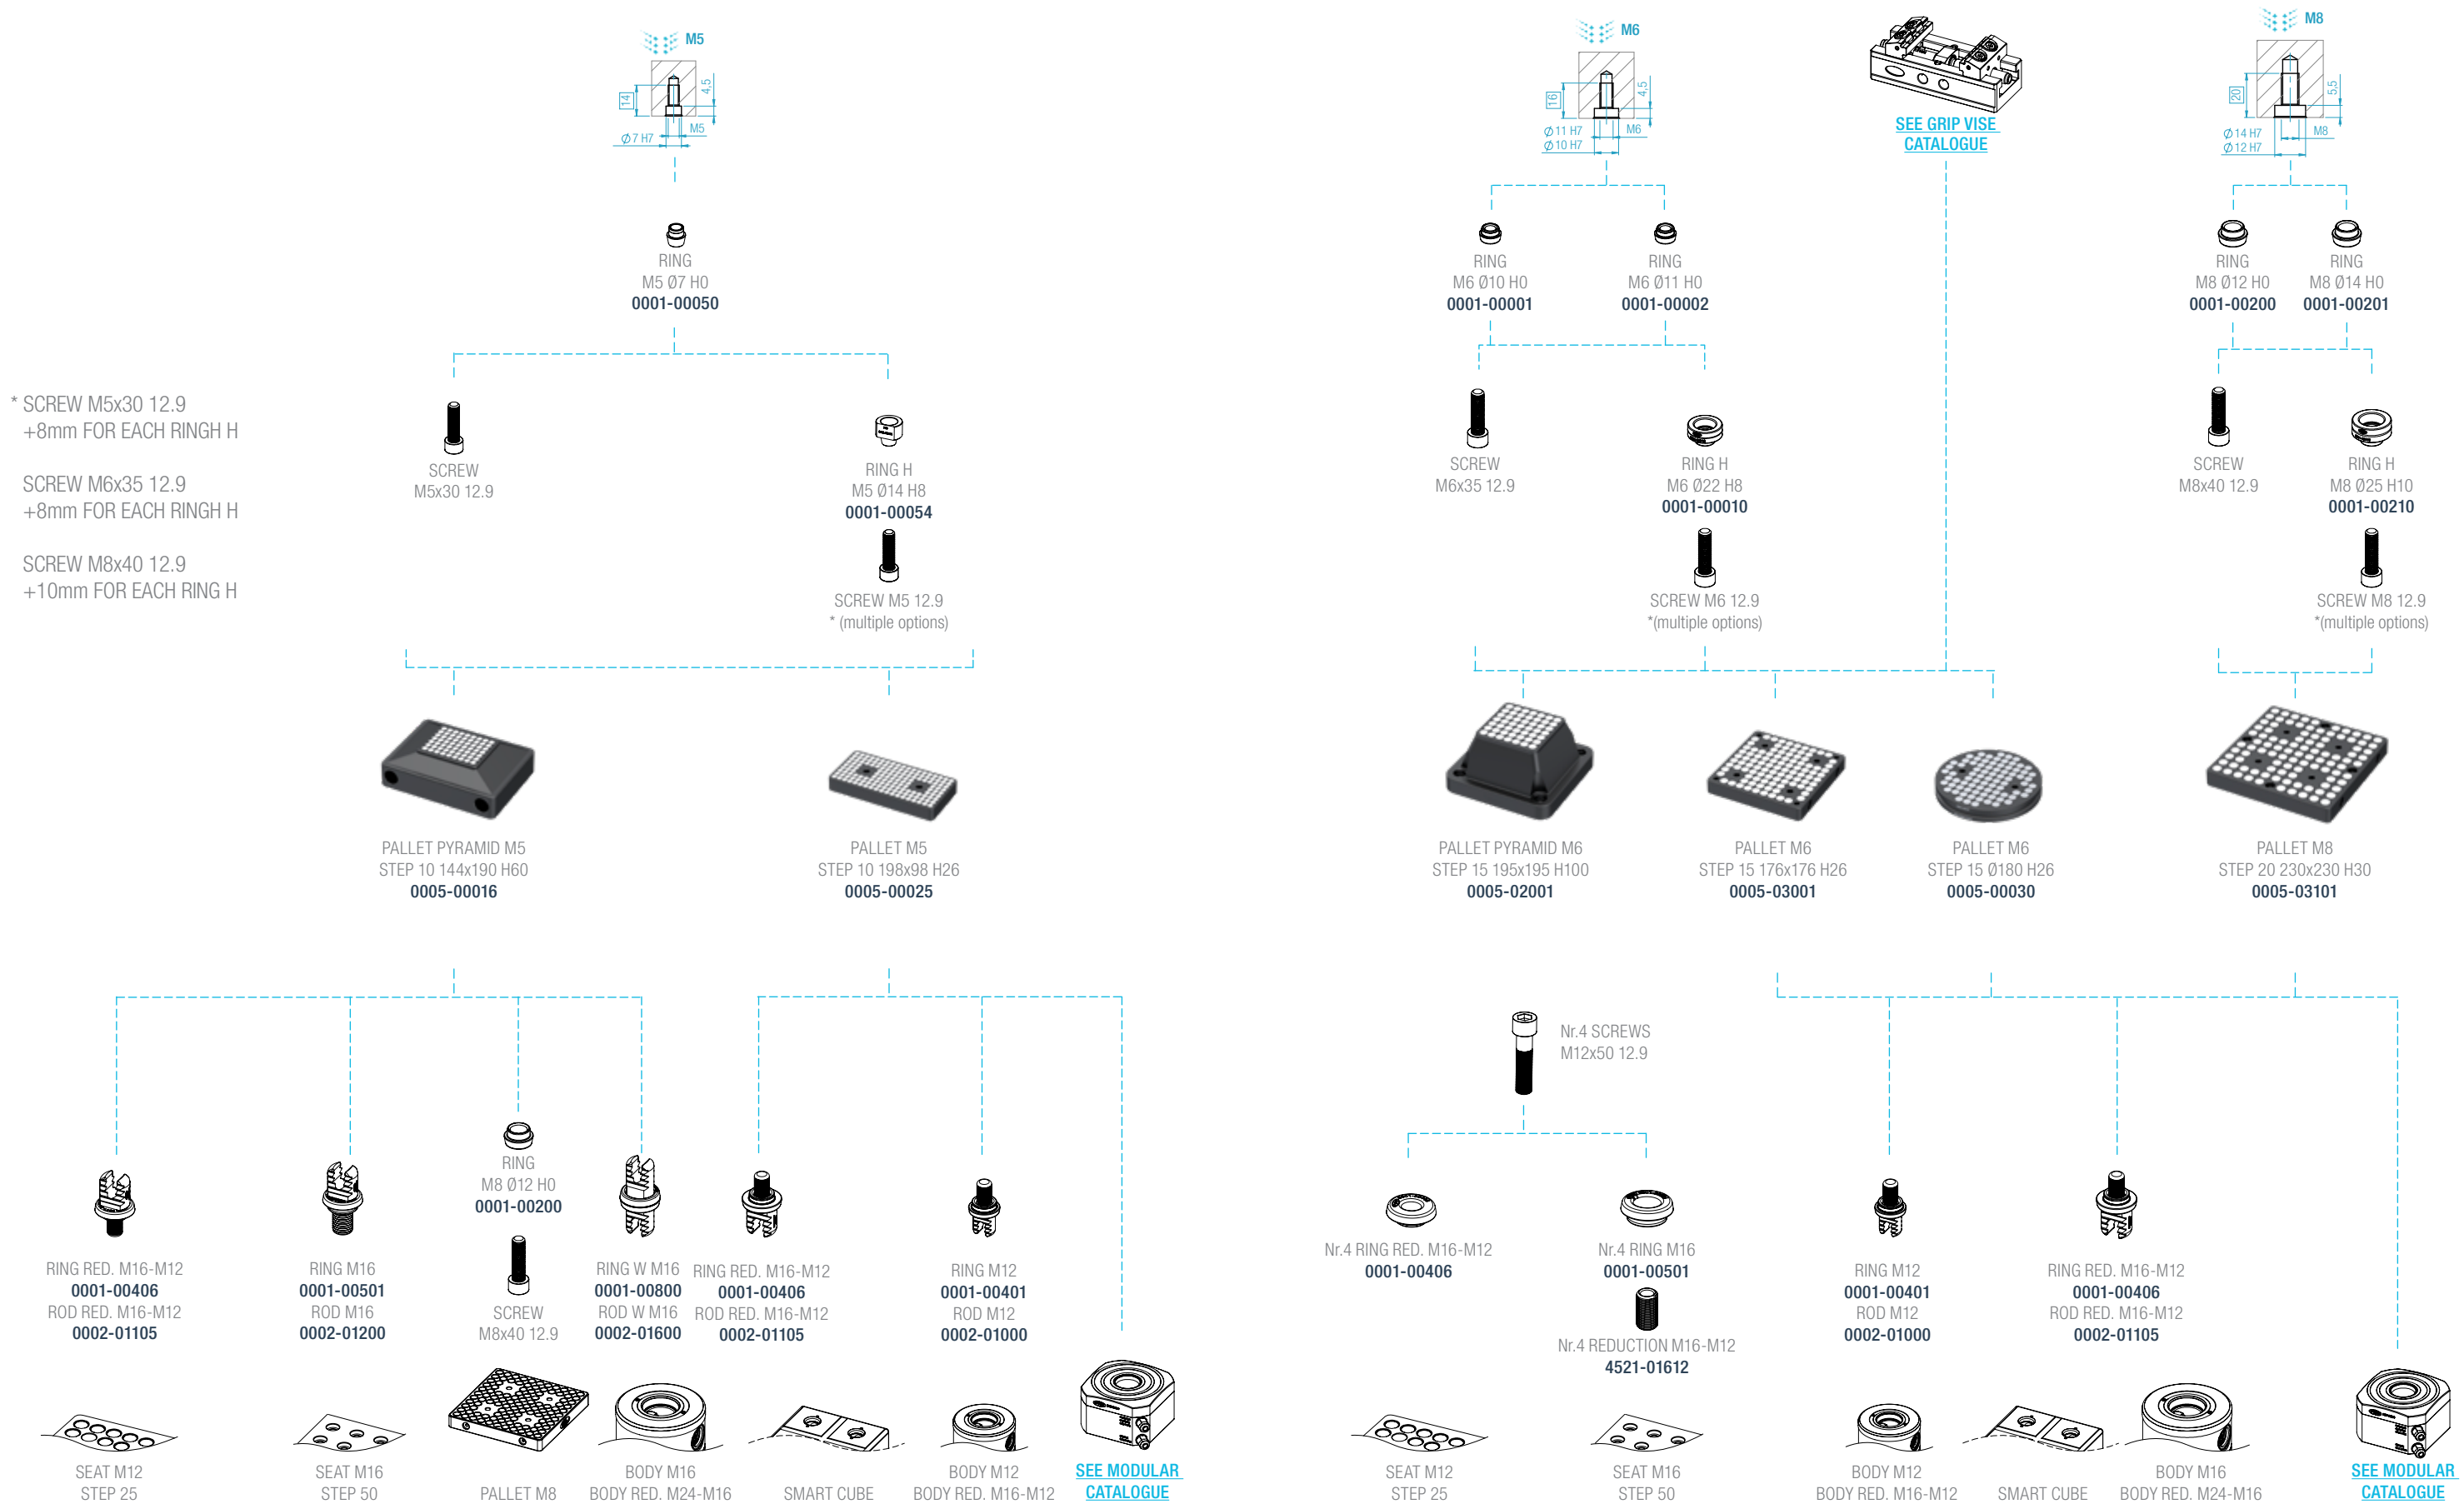 M5
14
4,5
M5
Ø7 H7
RING
M5 Ø7 H0
0001-00050
* SCREW M5x30 12.9
+8mm FOR EACH RINGH H
SCREW M6x35 12.9
+8mm FOR EACH RINGH H
SCREW M8x40 12.9
+10mm FOR EACH RING H
SCREW
M5x30 12.9
RING H
M5 Ø14 H8
0001-00054
SCREW M5 12.9
* (multiple options)
PALLET PYRAMID M5
STEP 10 144x190 H60
0005-00016
PALLET M5
STEP 10 198x98 H26
0005-00025
RING RED. M16-M12
0001-00406
ROD RED. M16-M12
0002-01105
RING M16
0001-00501
ROD M16
0002-01200
RING
M8 Ø12 H0
0001-00200
SCREW
M8x40 12.9
RING W M16
0001-00800
ROD W M16
0002-01600
RING RED. M16-M12
0001-00406
ROD RED. M16-M12
0002-01105
RING M12
0001-00401
ROD M12
0002-01000
SEAT M12
STEP 25
SEAT M16
STEP 50
PALLET M8
BODY M16
BODY RED. M24-M16
SMART CUBE
BODY M12
BODY RED. M16-M12
SEE MODULAR
CATALOGUE
M6
16
4,5
Ø11 H7
M6
Ø10 H7
SEE GRIP VISE
CATALOGUE
M8
20
5,5
Ø14 H7
M8
Ø12 H7
RING
M6 Ø10 H0
0001-00001
RING
M6 Ø11 H0
0001-00002
RING
M8 Ø12 H0
0001-00200
RING
M8 Ø14 H0
0001-00201
SCREW
M6x35 12.9
RING H
M6 Ø22 H8
0001-00010
SCREW M6 12.9
*(multiple options)
SCREW
M8x40 12.9
RING H
M8 Ø25 H10
0001-00210
SCREW M8 12.9
*(multiple options)
PALLET PYRAMID M6
STEP 15 195x195 H100
0005-02001
PALLET M6
STEP 15 176x176 H26
0005-03001
PALLET M6
STEP 15 Ø180 H26
0005-00030
PALLET M8
STEP 20 230x230 H30
0005-03101
Nr.4 SCREWS
M12x50 12.9
Nr.4 RING RED. M16-M12
0001-00406
Nr.4 RING M16
0001-00501
Nr.4 REDUCTION M16-M12
4521-01612
RING M12
0001-00401
ROD M12
0002-01000
RING RED. M16-M12
0001-00406
ROD RED. M16-M12
0002-01105
SEAT M12
STEP 25
SEAT M16
STEP 50
BODY M12
BODY RED. M16-M12
SMART CUBE
BODY M16
BODY RED. M24-M16
SEE MODULAR
CATALOGUE